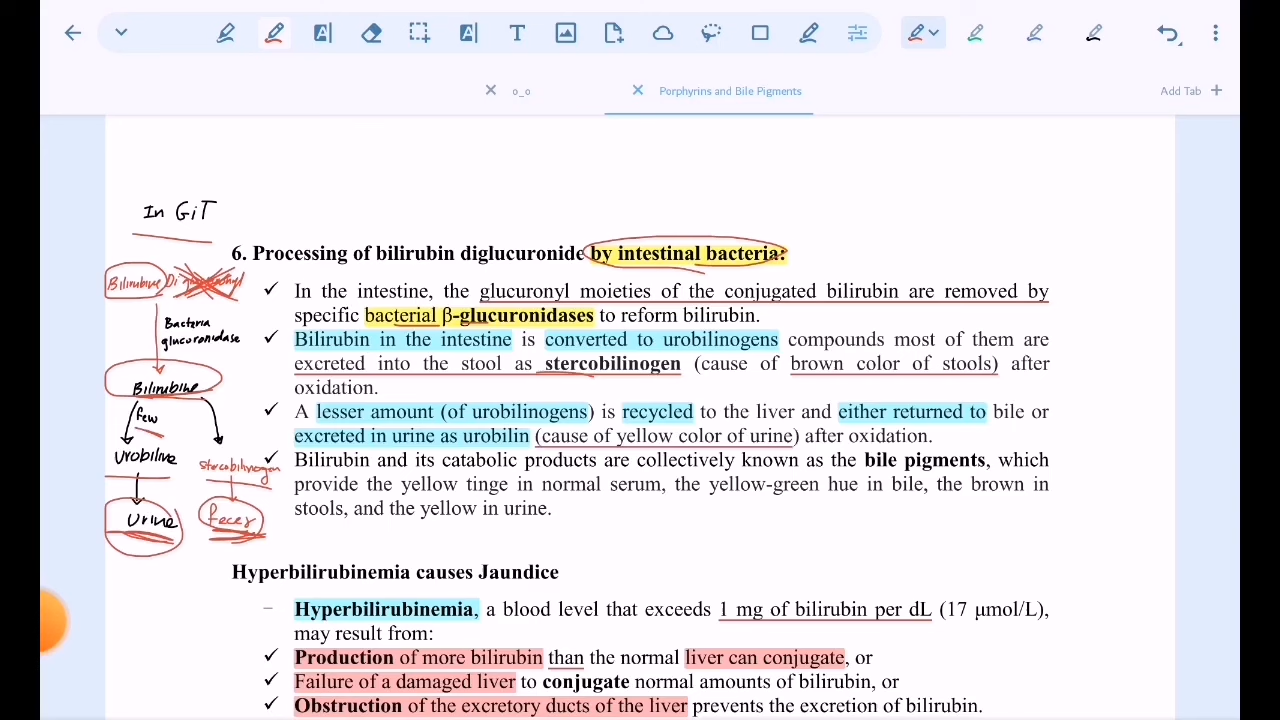 o_o
Porphyrins and Bile Pigments
Add Tab
In GiT
6. Processing of bilirubin diglucuronide by intestinal bacteria:
Bilirubine
✓ In the intestine, the glucuronyl moieties of the conjugated bilirubin are removed by
specific bacterial β-glucuronidases to reform bilirubin.
Bacteria
glucoronidase
✓ Bilirubin in the intestine is converted to urobilinogens compounds most of them are
excreted into the stool as stercobilinogen (cause of brown color of stools) after
oxidation.
Bilirubine
✓ A lesser amount (of urobilinogens) is recycled to the liver and either returned to bile or
excreted in urine as urobilin (cause of yellow color of urine) after oxidation.
few
Urobiline
stercobilinogen
✓ Bilirubin and its catabolic products are collectively known as the bile pigments, which
provide the yellow tinge in normal serum, the yellow-green hue in bile, the brown in
stools, and the yellow in urine.
Urine
feces
Hyperbilirubinemia causes Jaundice
– Hyperbilirubinemia, a blood level that exceeds 1 mg of bilirubin per dL (17 μmol/L),
may result from:
✓ Production of more bilirubin than the normal liver can conjugate, or
✓ Failure of a damaged liver to conjugate normal amounts of bilirubin, or
✓ Obstruction of the excretory ducts of the liver prevents the excretion of bilirubin.